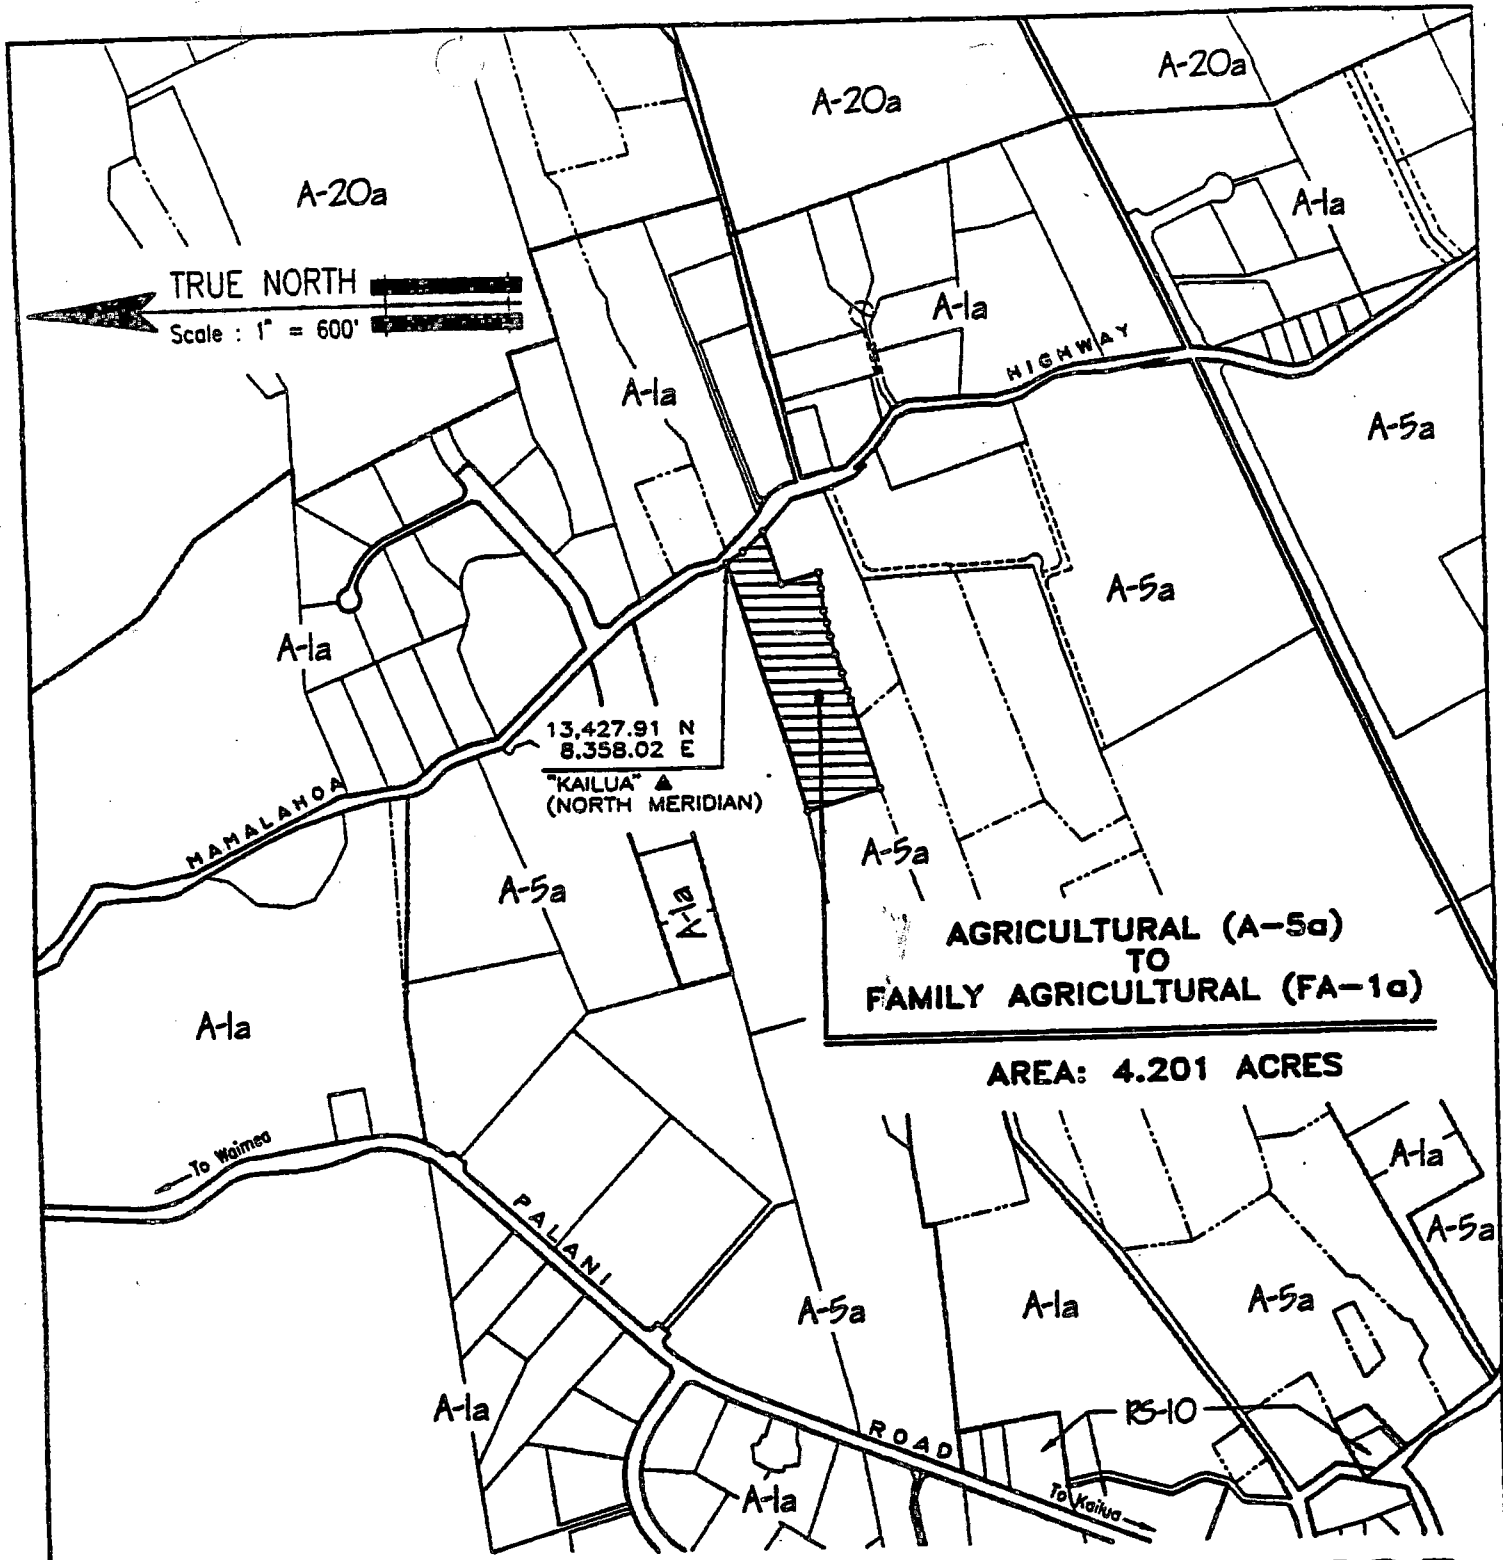 A-20a
A-20a
A-20a
A-1a
TRUE NORTH
Scale : 1" = 600'
A-1a
A-1a
HIGHWAY
A-5a
A-5a
A-1a
13,427.91 N
8,358.02 E
"KAILUA" ▲
(NORTH MERIDIAN)
MAMALAHOA
A-5a
A-5a
A-1a
AGRICULTURAL (A-5a)
TO
FAMILY AGRICULTURAL (FA-1a)
A-1a
AREA: 4.201 ACRES
To Waimea
A-1a
PALANI
A-5a
A-5a
A-1a
A-5a
A-1a
RS-10
ROAD
A-1a
To Kailua